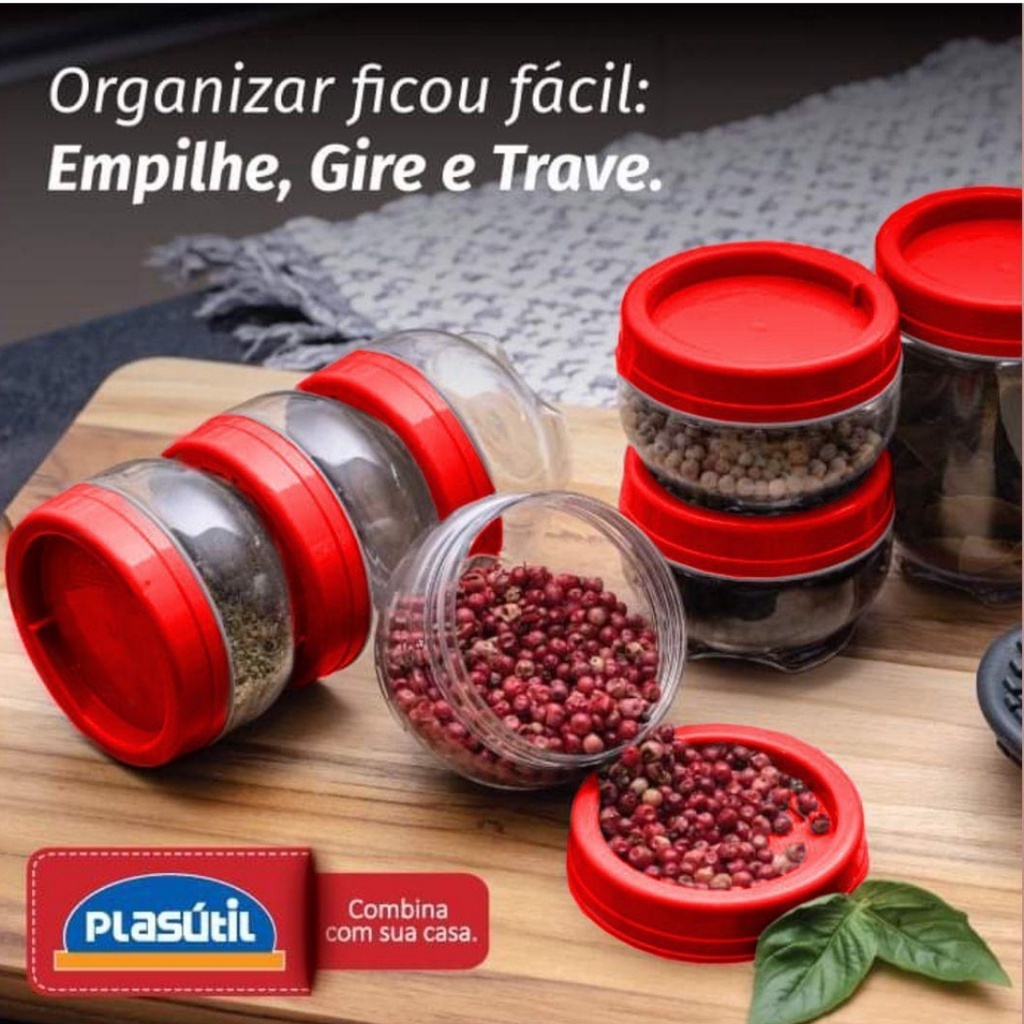 Organizar ficou fácil:
Empilhe, Gire e Trave.
PLASÚTIL
Combina
com sua casa.